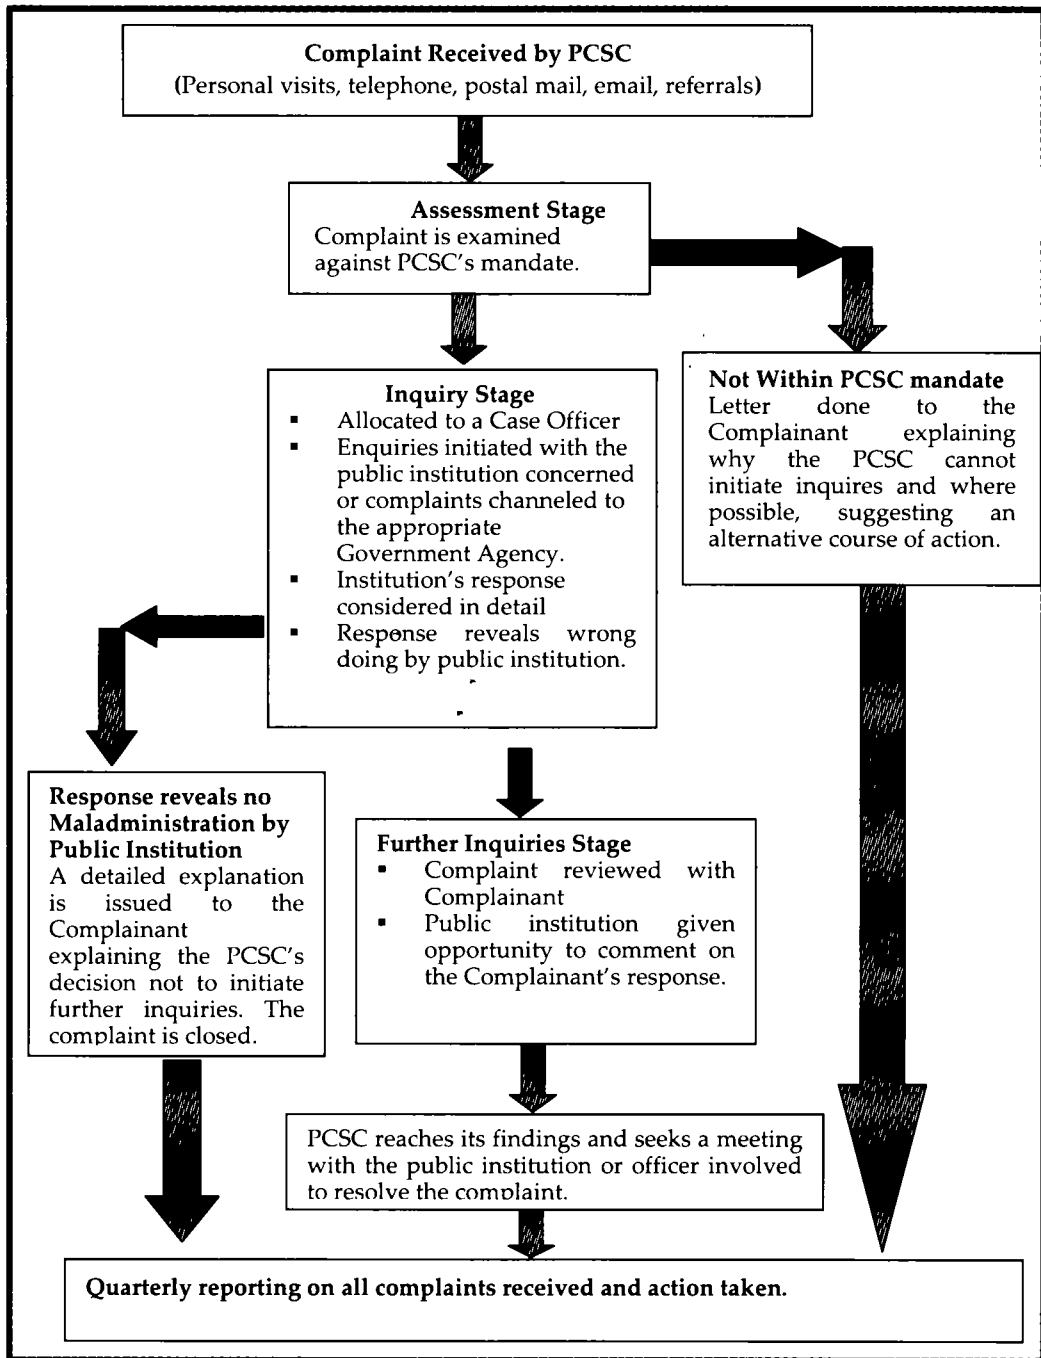 Complaint Received by PCSC
(Personal visits, telephone, postal mail, email, referrals)
Assessment Stage
Complaint is examined
against PCSC's mandate.
Not Within PCSC mandate
Letter done to the
Complainant explaining
why the PCSC cannot
initiate inquires and where
possible, suggesting an
alternative course of action.
Inquiry Stage
▪ Allocated to a Case Officer
▪ Enquiries initiated with the
public institution concerned
or complaints channeled to
the appropriate
Government Agency.
▪ Institution's response
considered in detail
▪ Response reveals wrong
doing by public institution.
Response reveals no
Maladministration by
Public Institution
A detailed explanation
is issued to the
Complainant
explaining the PCSC's
decision not to initiate
further inquiries. The
complaint is closed.
Further Inquiries Stage
▪ Complaint reviewed with
Complainant
▪ Public institution given
opportunity to comment on
the Complainant's response.
PCSC reaches its findings and seeks a meeting
with the public institution or officer involved
to resolve the complaint.
Quarterly reporting on all complaints received and action taken.